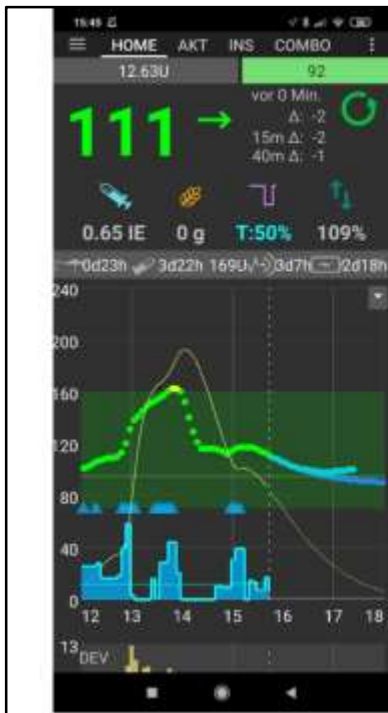 15:45
HOME AKT INS COMBO
12.63U 92
111 → vor 0 Min.
Δ: -2
15m Δ: -2
40m Δ: -1
0.65 IE 0 g T:50% 109%
0d23h 3d22h 169U 3d7h 2d18h
240
200
160
120
80
40
0
12 13 14 15 16 17 18
13
DEV